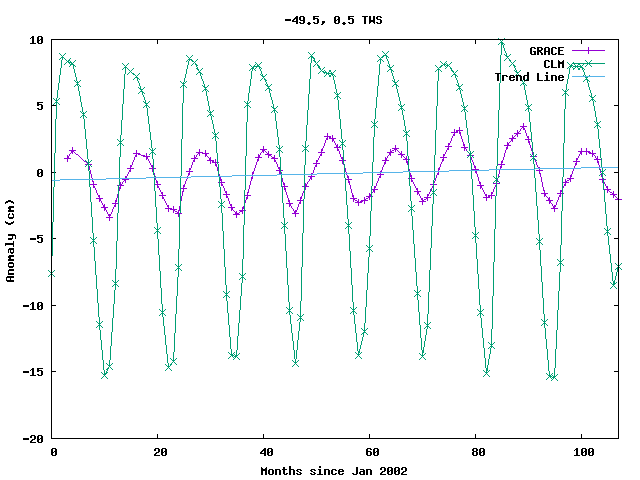 -49.5, 0.5 TWS
GRACE
CLM
Trend Line
10
5
0
-5
-10
-15
-20
Anomaly (cm)
0 20 40 60 80 100
Months since Jan 2002